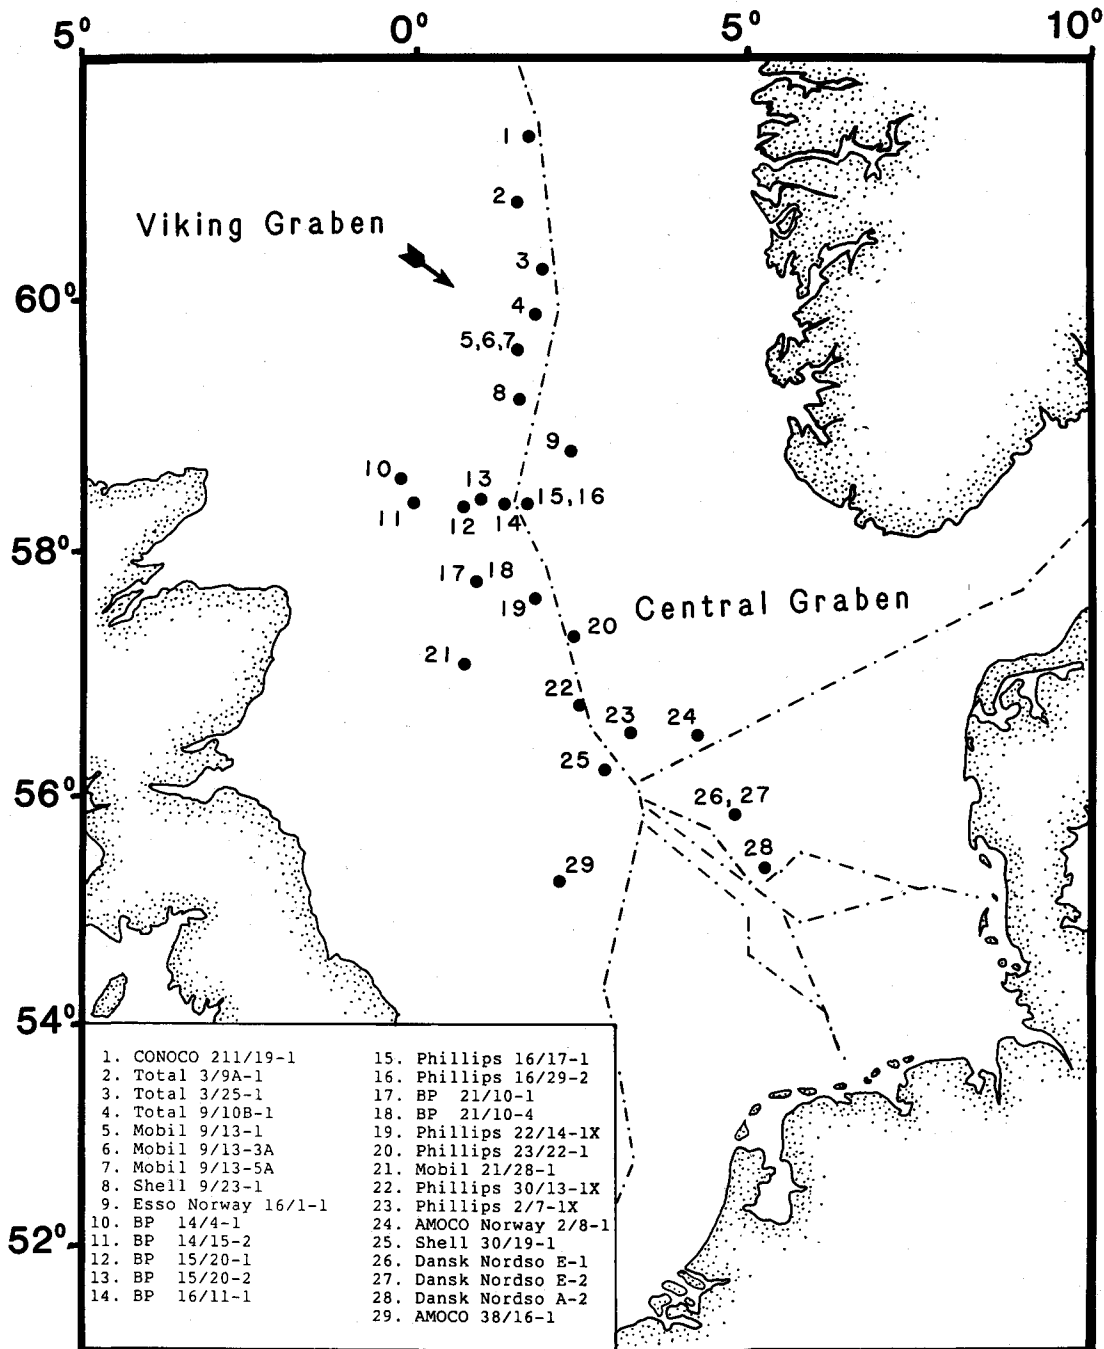 5⁰ 0⁰ 5⁰ 10⁰
1
2
Viking Graben
3
60⁰
4
5,6,7
8
9
10
13
15,16
11
12
14
58⁰
17 18
19
Central Graben
20
21
22
23
24
25
56⁰
26, 27
28
29
54⁰
52⁰
1. CONOCO 211/19-1
2. Total 3/9A-1
3. Total 3/25-1
4. Total 9/10B-1
5. Mobil 9/13-1
6. Mobil 9/13-3A
7. Mobil 9/13-5A
8. Shell 9/23-1
9. Esso Norway 16/1-1
10. BP 14/4-1
11. BP 14/15-2
12. BP 15/20-1
13. BP 15/20-2
14. BP 16/11-1
15. Phillips 16/17-1
16. Phillips 16/29-2
17. BP 21/10-1
18. BP 21/10-4
19. Phillips 22/14-1X
20. Phillips 23/22-1
21. Mobil 21/28-1
22. Phillips 30/13-1X
23. Phillips 2/7-1X
24. AMOCO Norway 2/8-1
25. Shell 30/19-1
26. Dansk Nordso E-1
27. Dansk Nordso E-2
28. Dansk Nordso A-2
29. AMOCO 38/16-1